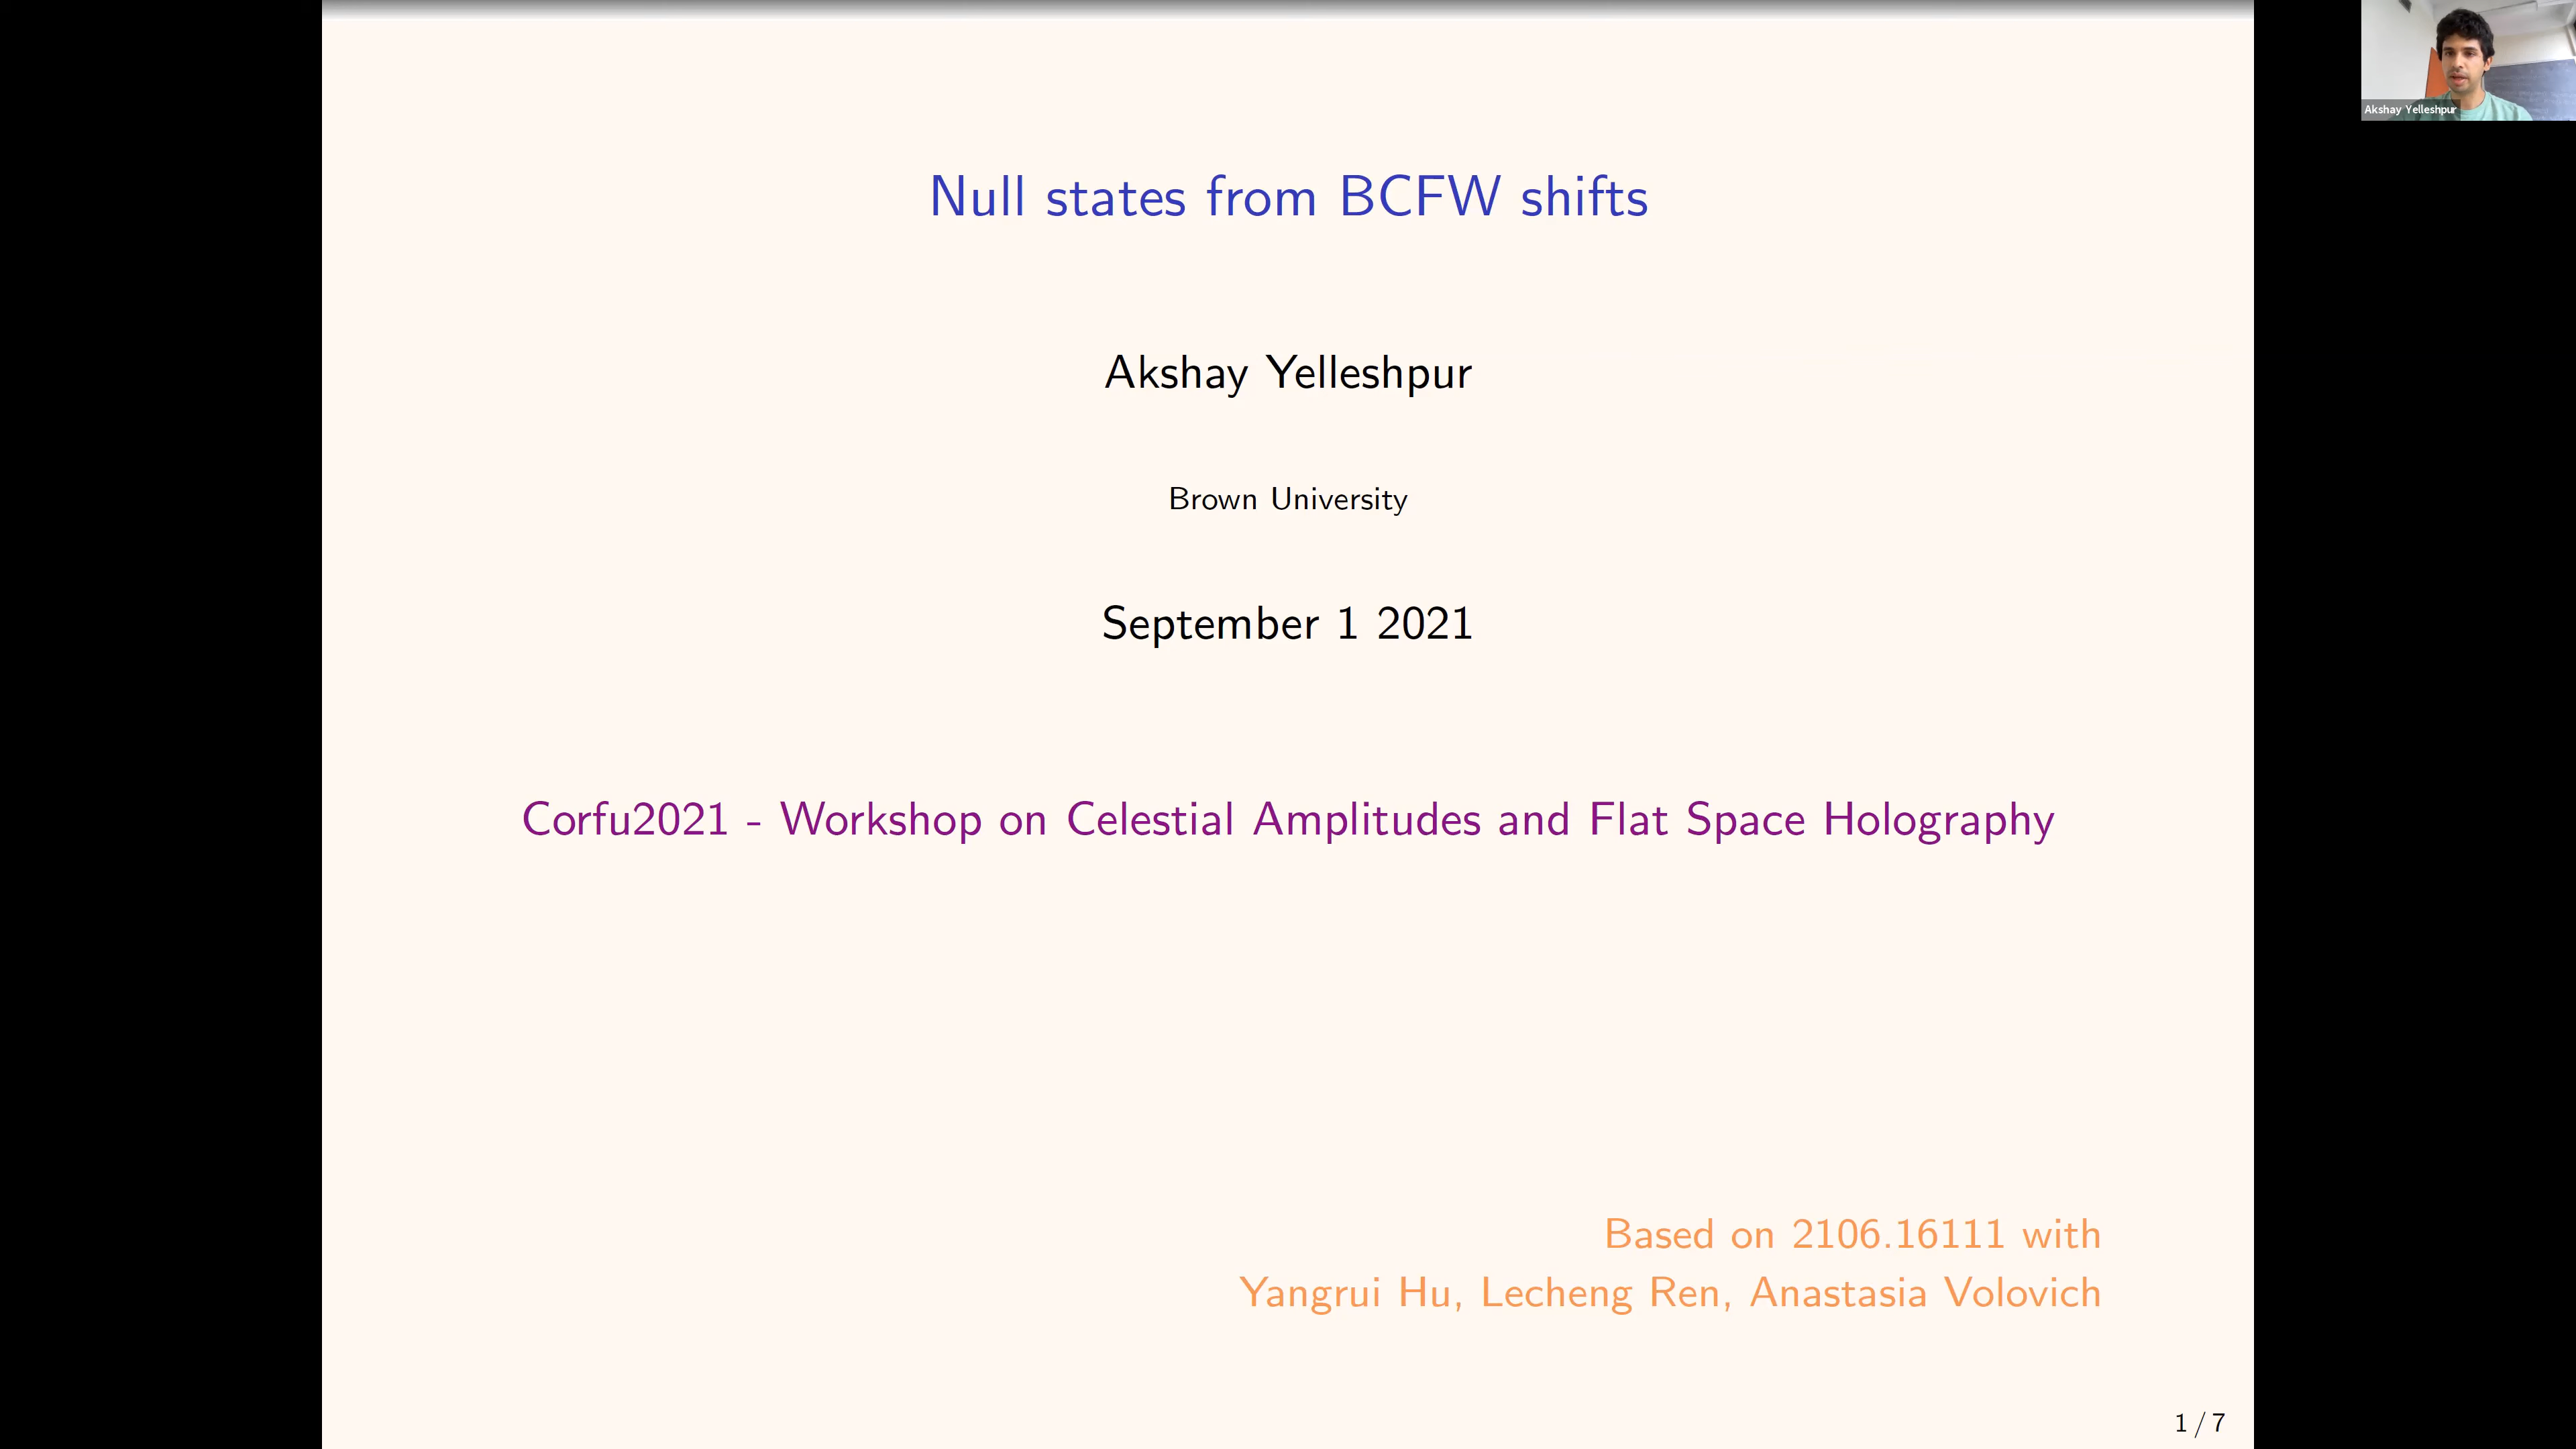 Null states from BCFW shifts
Akshay Yelleshpur
Brown University
September 1 2021
Corfu2021 - Workshop on Celestial Amplitudes and Flat Space Holography
Based on 2106.16111 with
Yangrui Hu, Lecheng Ren, Anastasia Volovich
1 / 7
Akshay Yelleshpur